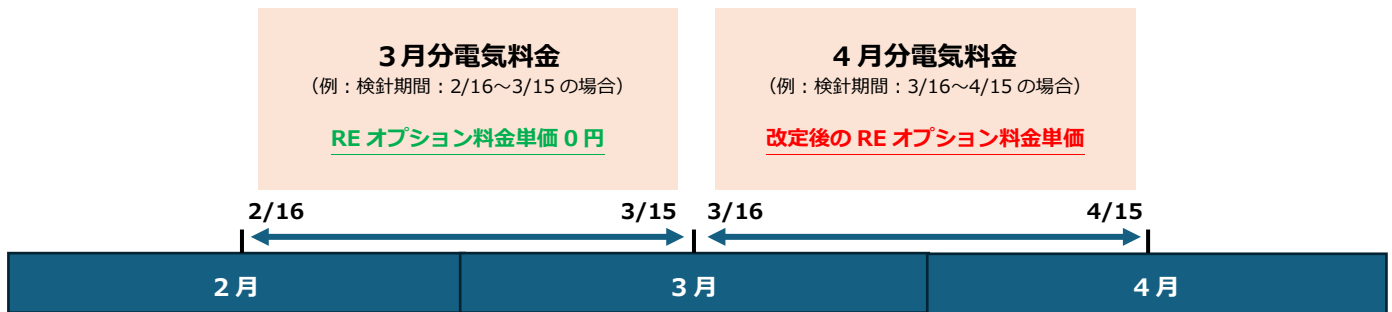 3月分電気料金
（例：検針期間：2/16～3/15 の場合）
RE オプション料金単価 0 円
4月分電気料金
（例：検針期間：3/16～4/15 の場合）
改定後の RE オプション料金単価
2/16
3/15
3/16
4/15
2月
3月
4月